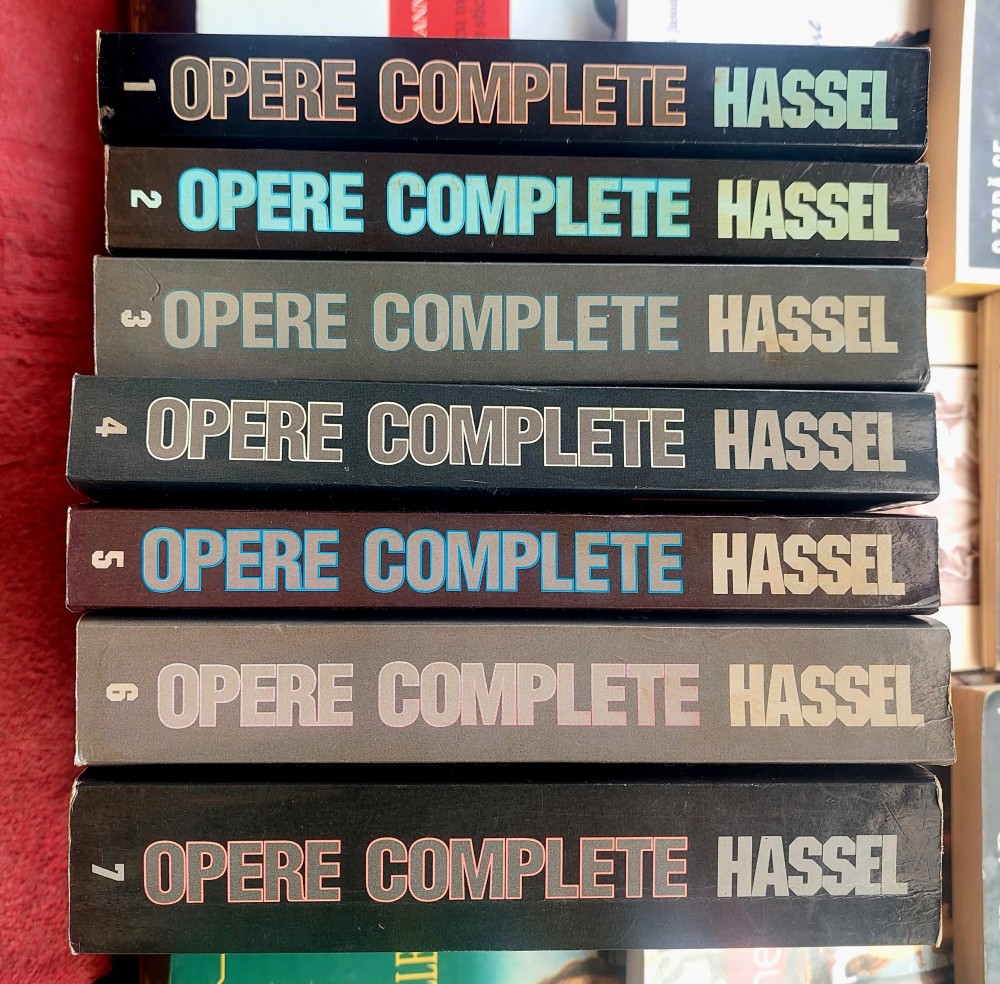 1 OPERE COMPLETE HASSEL
2 OPERE COMPLETE HASSEL
3 OPERE COMPLETE HASSEL
4 OPERE COMPLETE HASSEL
5 OPERE COMPLETE HASSEL
6 OPERE COMPLETE HASSEL
7 OPERE COMPLETE HASSEL